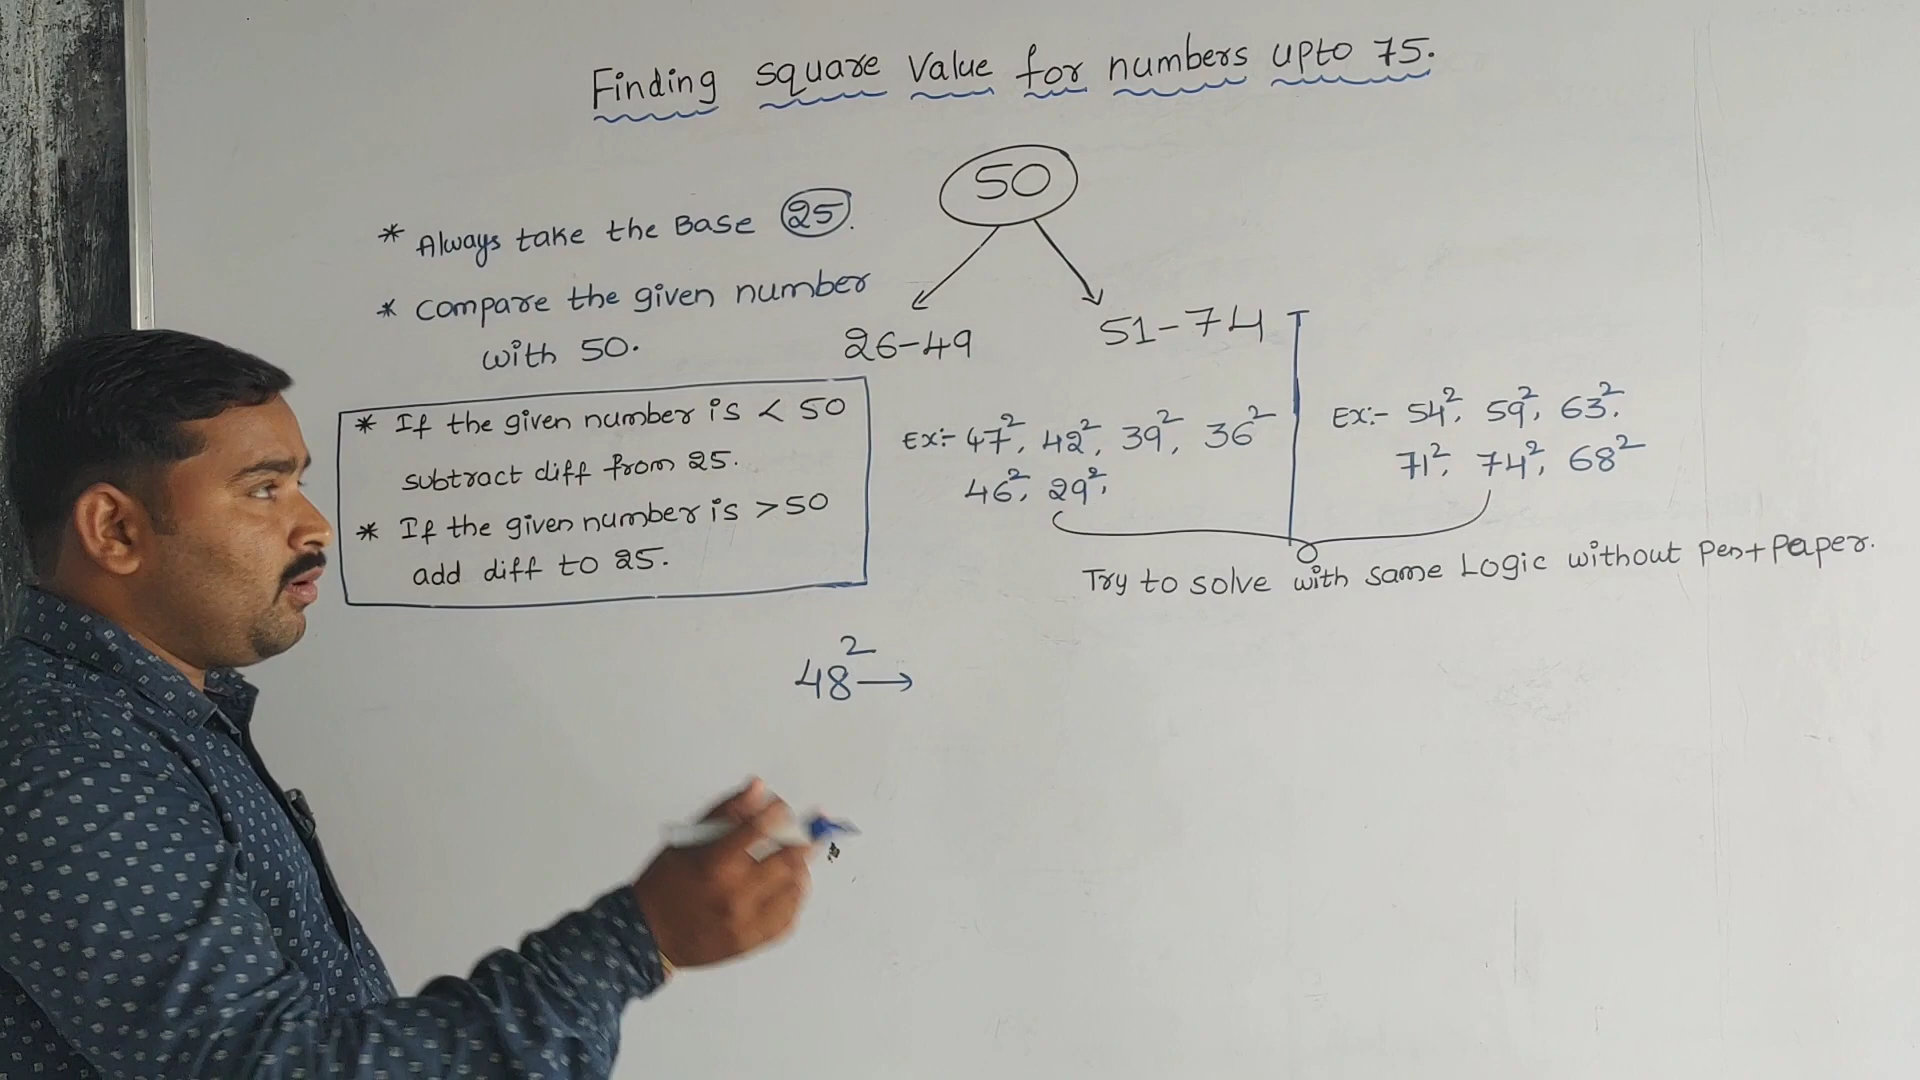 Finding square value for numbers upto 75.
50
* Always take the Base 25.
* compare the given number
with 50.
26-49
51-74
* If the given number is < 50
subtract diff from 25.
* If the given number is >50
add diff to 25.
Ex:- 47², 42², 39², 36²
46², 29²,
Ex:- 54², 59², 63²,
71², 74², 68²
Try to solve with same Logic without Pen+Paper.
48² →